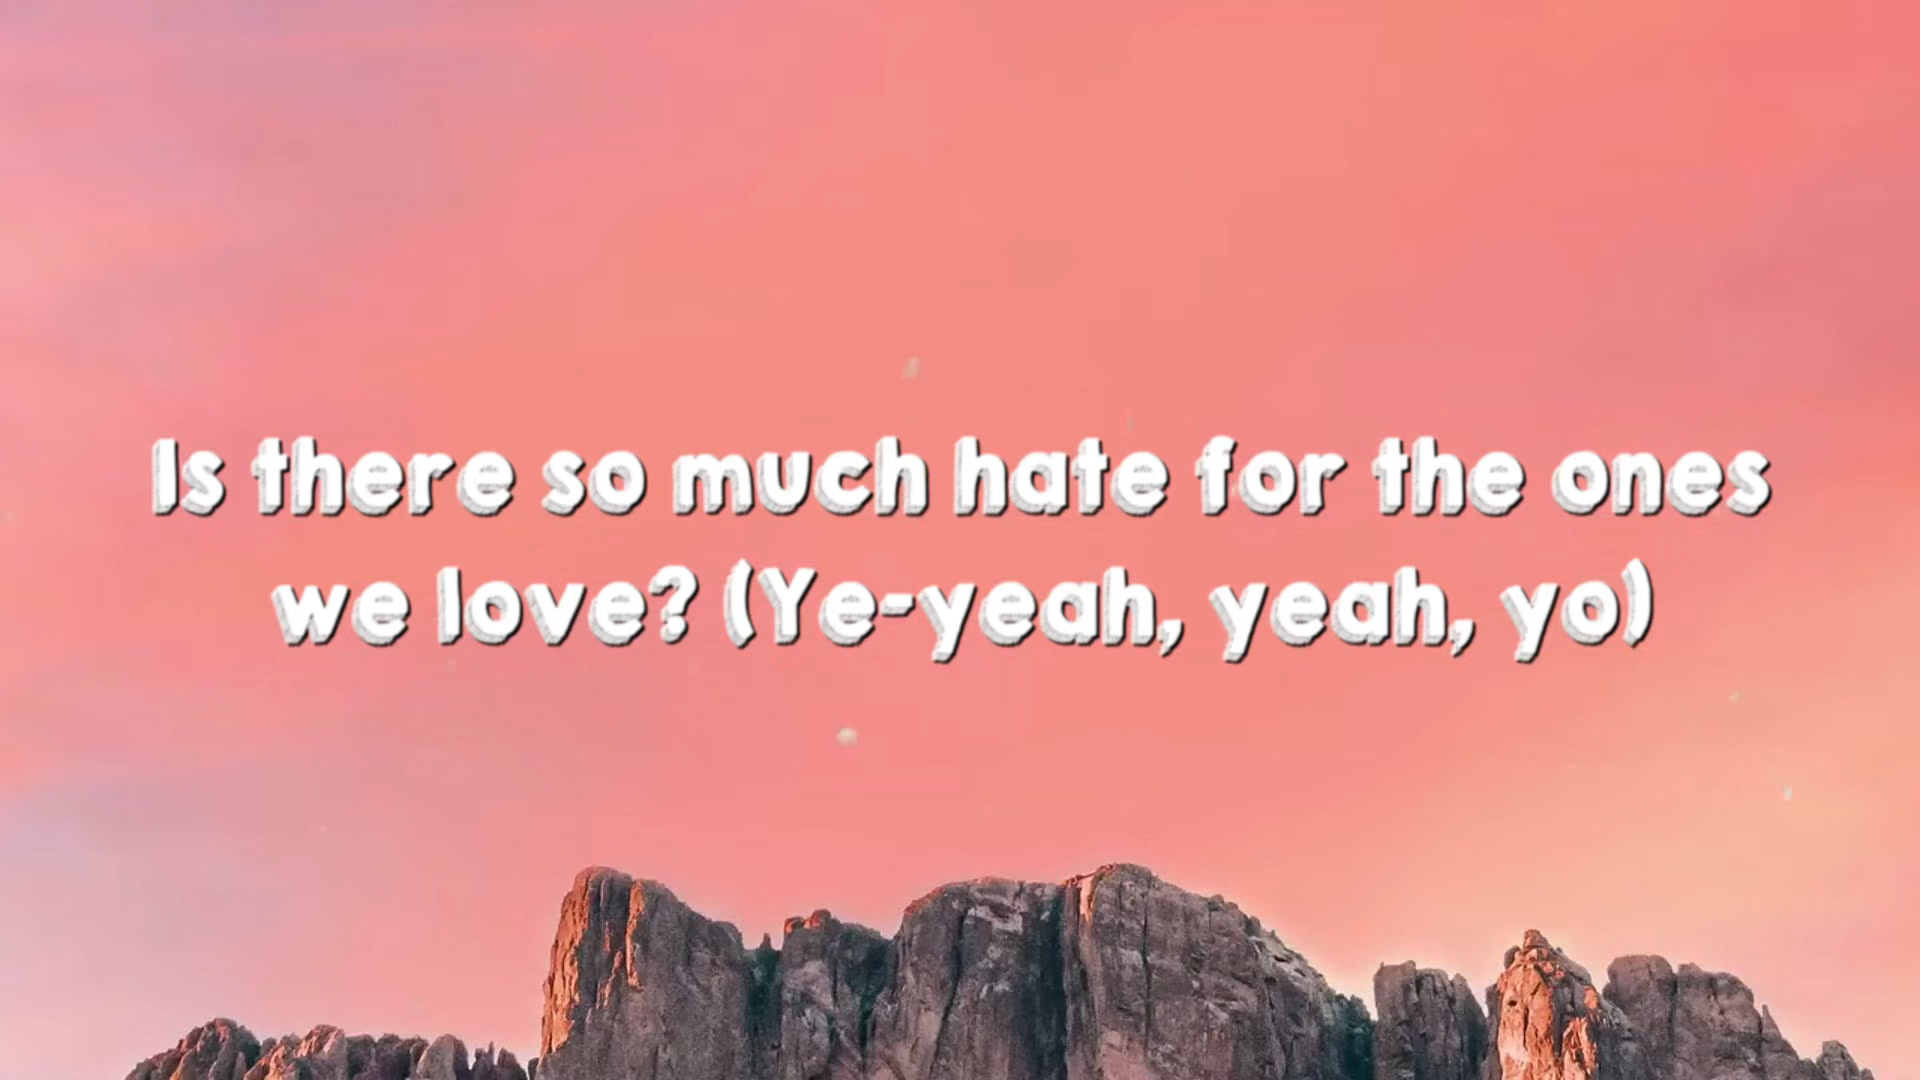 Is there so much hate for the ones
we love? (Ye-yeah, yeah, yo)